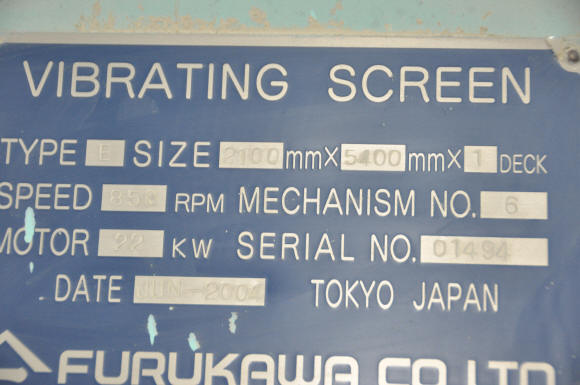 VIBRATING SCREEN
TYPE E SIZE 2100 mm X 5400 mm X 1 DECK
SPEED 850 RPM MECHANISM NO. 6
MOTOR 22 KW SERIAL NO. 01494
DATE JUN-2004 TOKYO JAPAN
FURUKAWA CO LTD